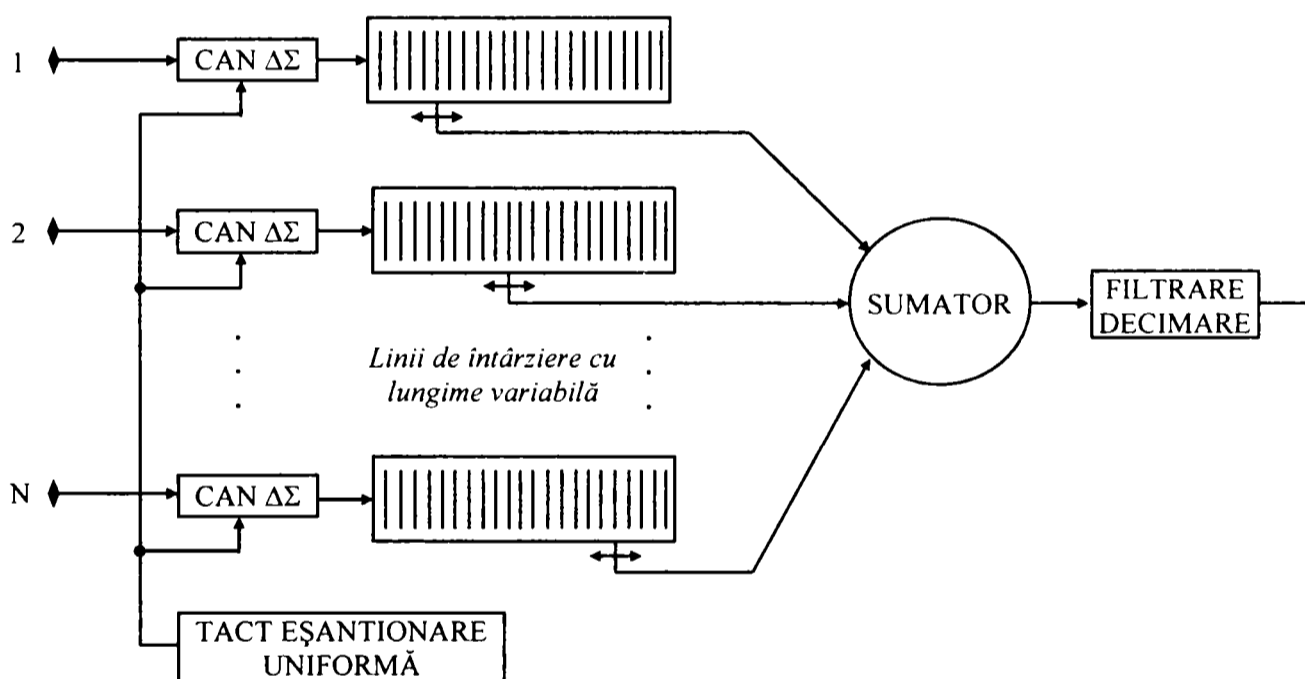 1
CAN ΔΣ
2
CAN ΔΣ
SUMATOR
FILTRARE
DECIMARE
Linii de întârziere cu
lungime variabilă
N
CAN ΔΣ
TACT EŞANTIONARE
UNIFORMĂ